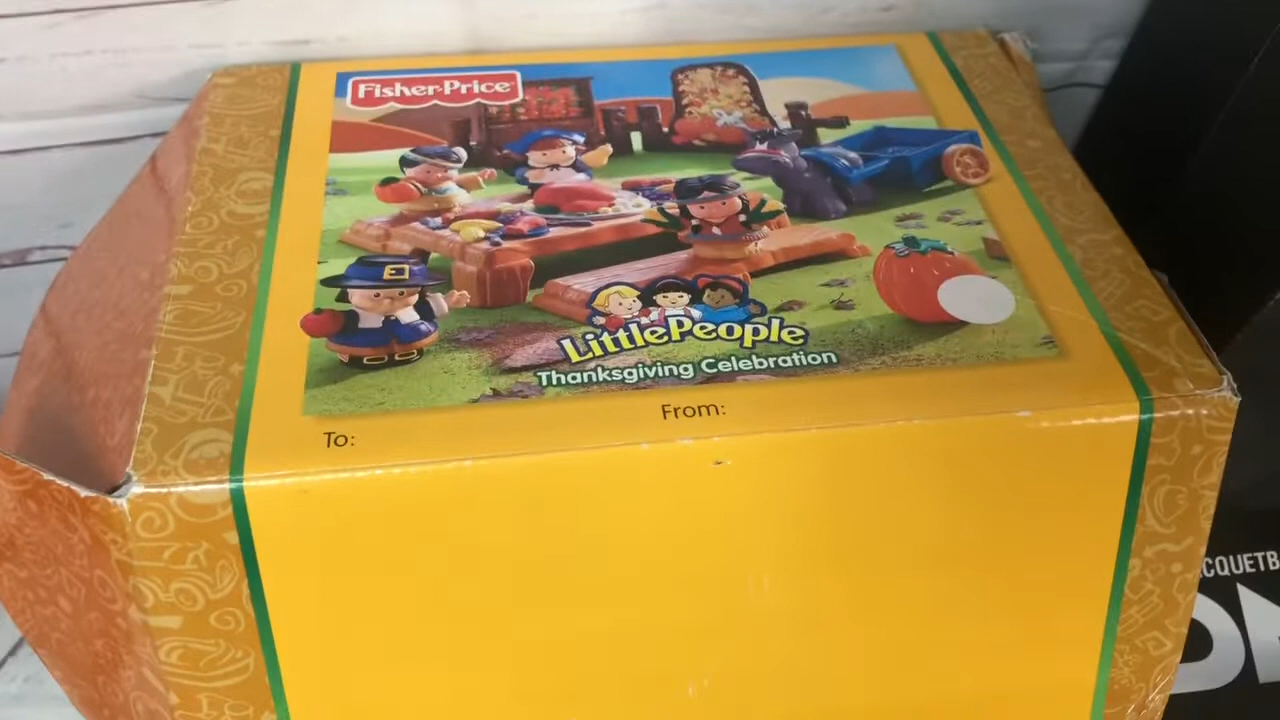 Fisher-Price
LittlePeople
Thanksgiving Celebration
From:
To: